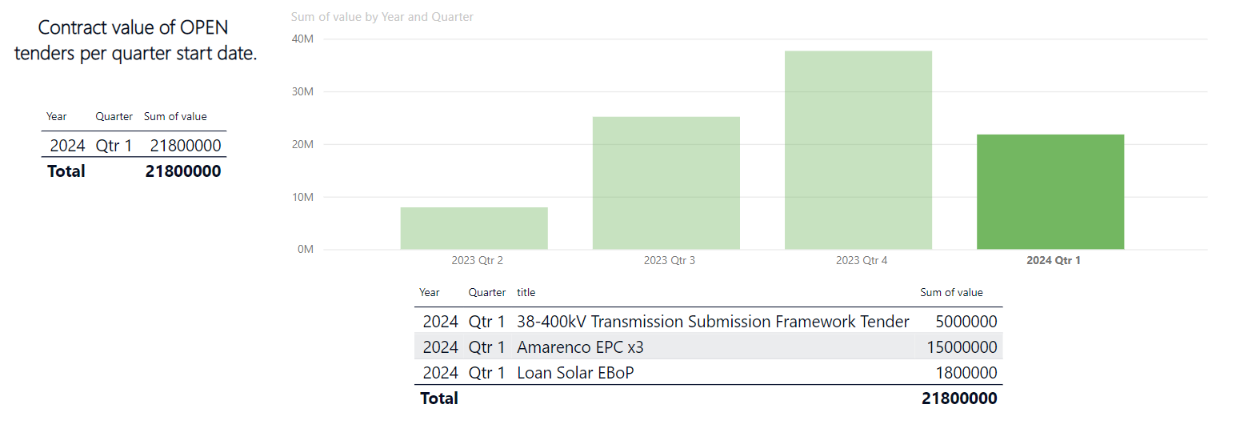 Contract value of OPEN
tenders per quarter start date.
Year Quarter Sum of value
2024 Qtr 1 21800000
Total 21800000
Sum of value by Year and Quarter
40M
30M
20M
10M
0M
2023 Qtr 2 2023 Qtr 3 2023 Qtr 4 2024 Qtr 1
Year Quarter title Sum of value
2024 Qtr 1 38-400kV Transmission Submission Framework Tender 5000000
2024 Qtr 1 Amarenco EPC x3 15000000
2024 Qtr 1 Loan Solar EBoP 1800000
Total 21800000